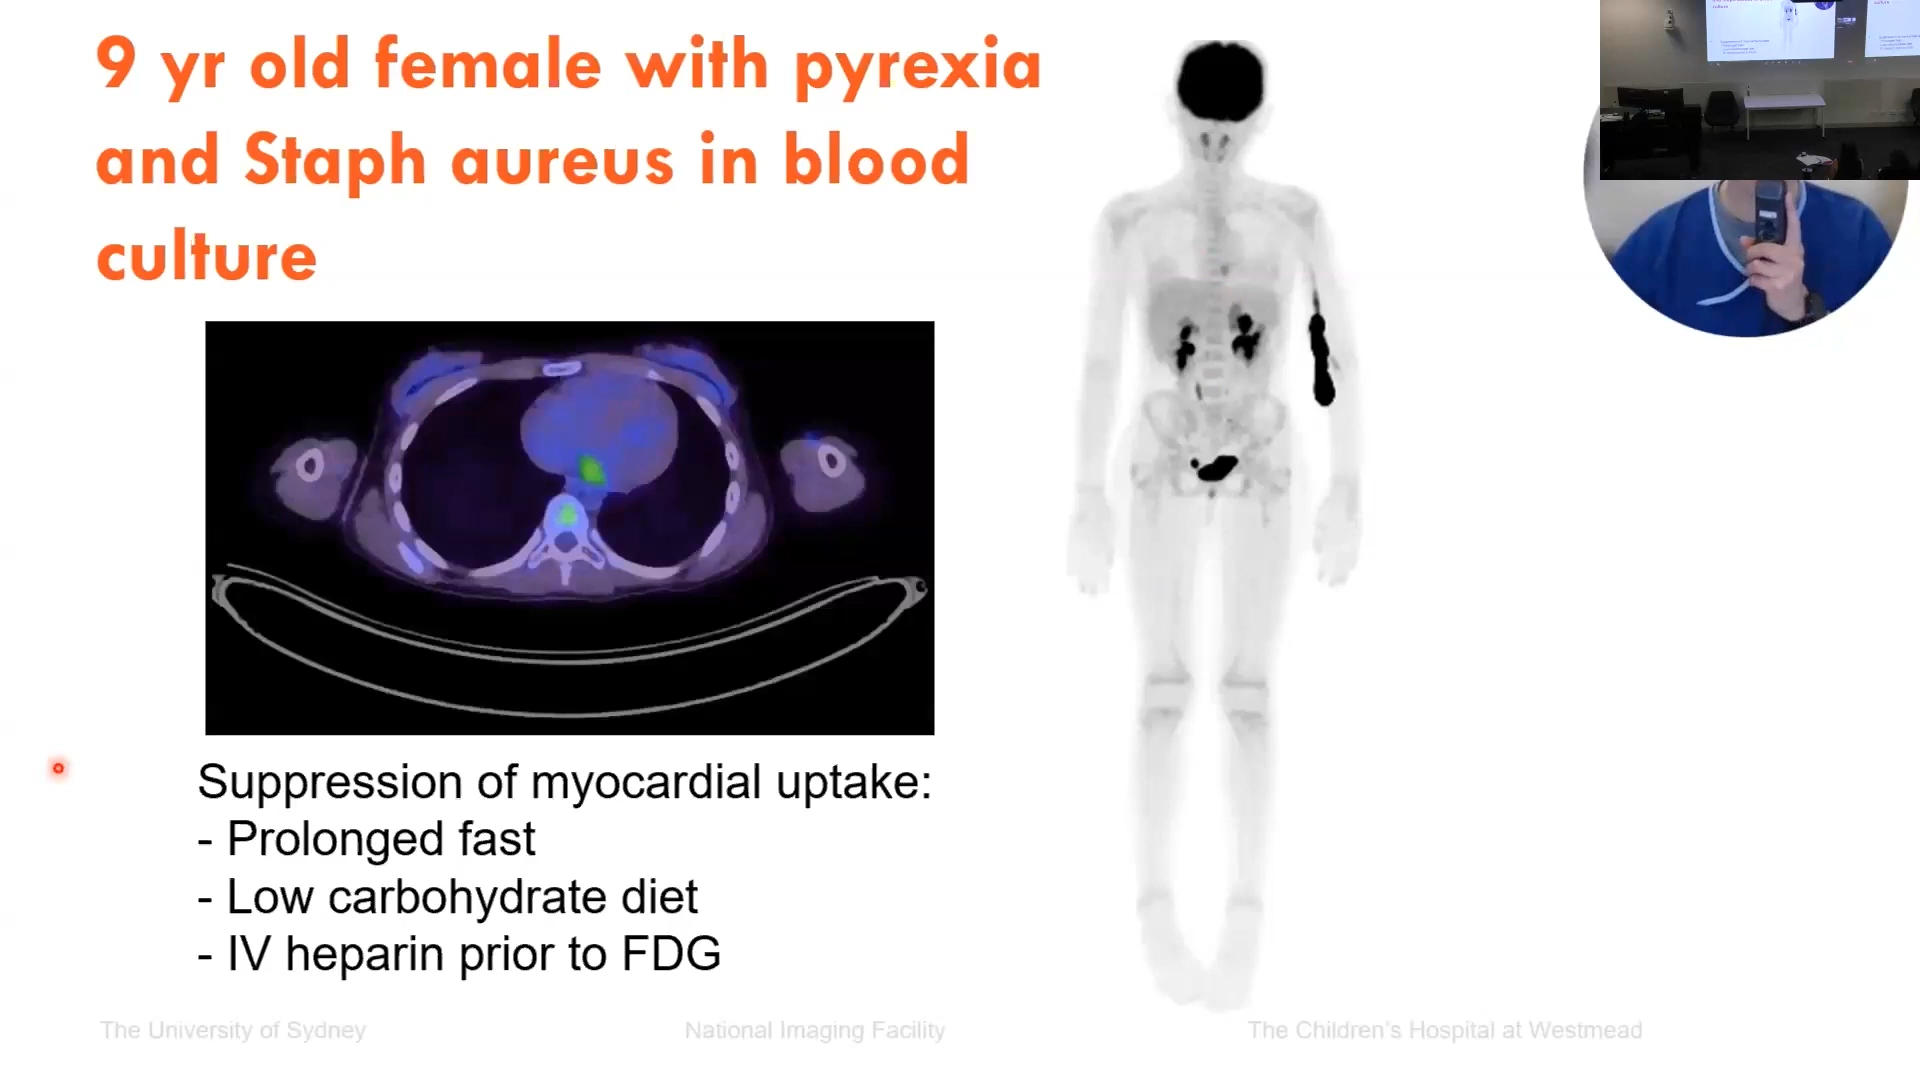 9 yr old female with pyrexia
and Staph aureus in blood
culture
Suppression of myocardial uptake:
- Prolonged fast
- Low carbohydrate diet
- IV heparin prior to FDG
The University of Sydney
National Imaging Facility
The Children's Hospital at Westmead